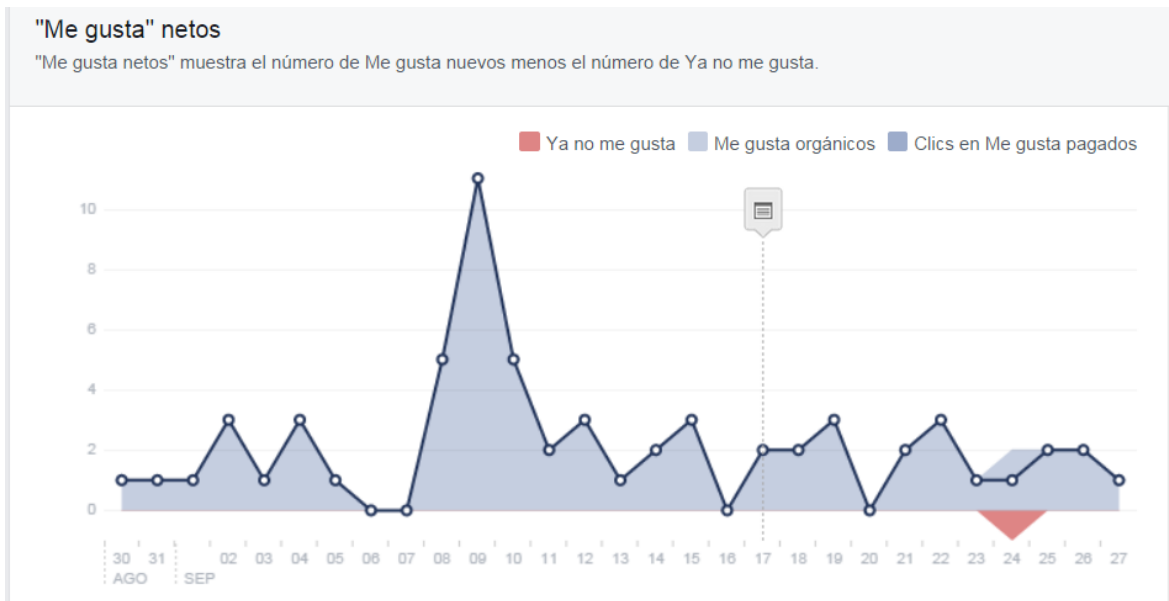 "Me gusta" netos
"Me gusta netos" muestra el número de Me gusta nuevos menos el número de Ya no me gusta.
Ya no me gusta Me gusta orgánicos Clics en Me gusta pagados
10
8
6
4
2
0
30 31 02 03 04 05 06 07 08 09 10 11 12 13 14 15 16 17 18 19 20 21 22 23 24 25 26 27
AGO SEP